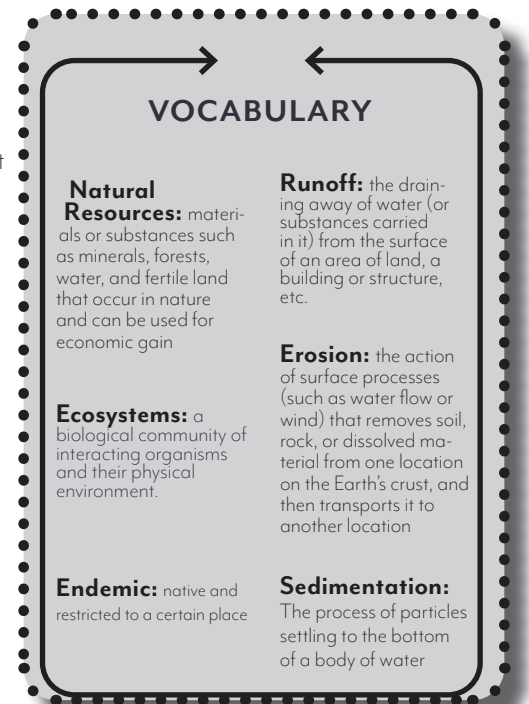 VOCABULARY
Natural
Resources: materi-
als or substances such
as minerals, forests,
water, and fertile land
that occur in nature
and can be used for
economic gain
Ecosystems: a
biological community of
interacting organisms
and their physical
environment.
Endemic: native and
restricted to a certain place
Runoff: the drain-
ing away of water (or
substances carried
in it) from the surface
of an area of land, a
building or structure,
etc.
Erosion: the action
of surface processes
(such as water flow or
wind) that removes soil,
rock, or dissolved ma-
terial from one location
on the Earth's crust, and
then transports it to
another location
Sedimentation:
The process of particles
settling to the bottom
of a body of water